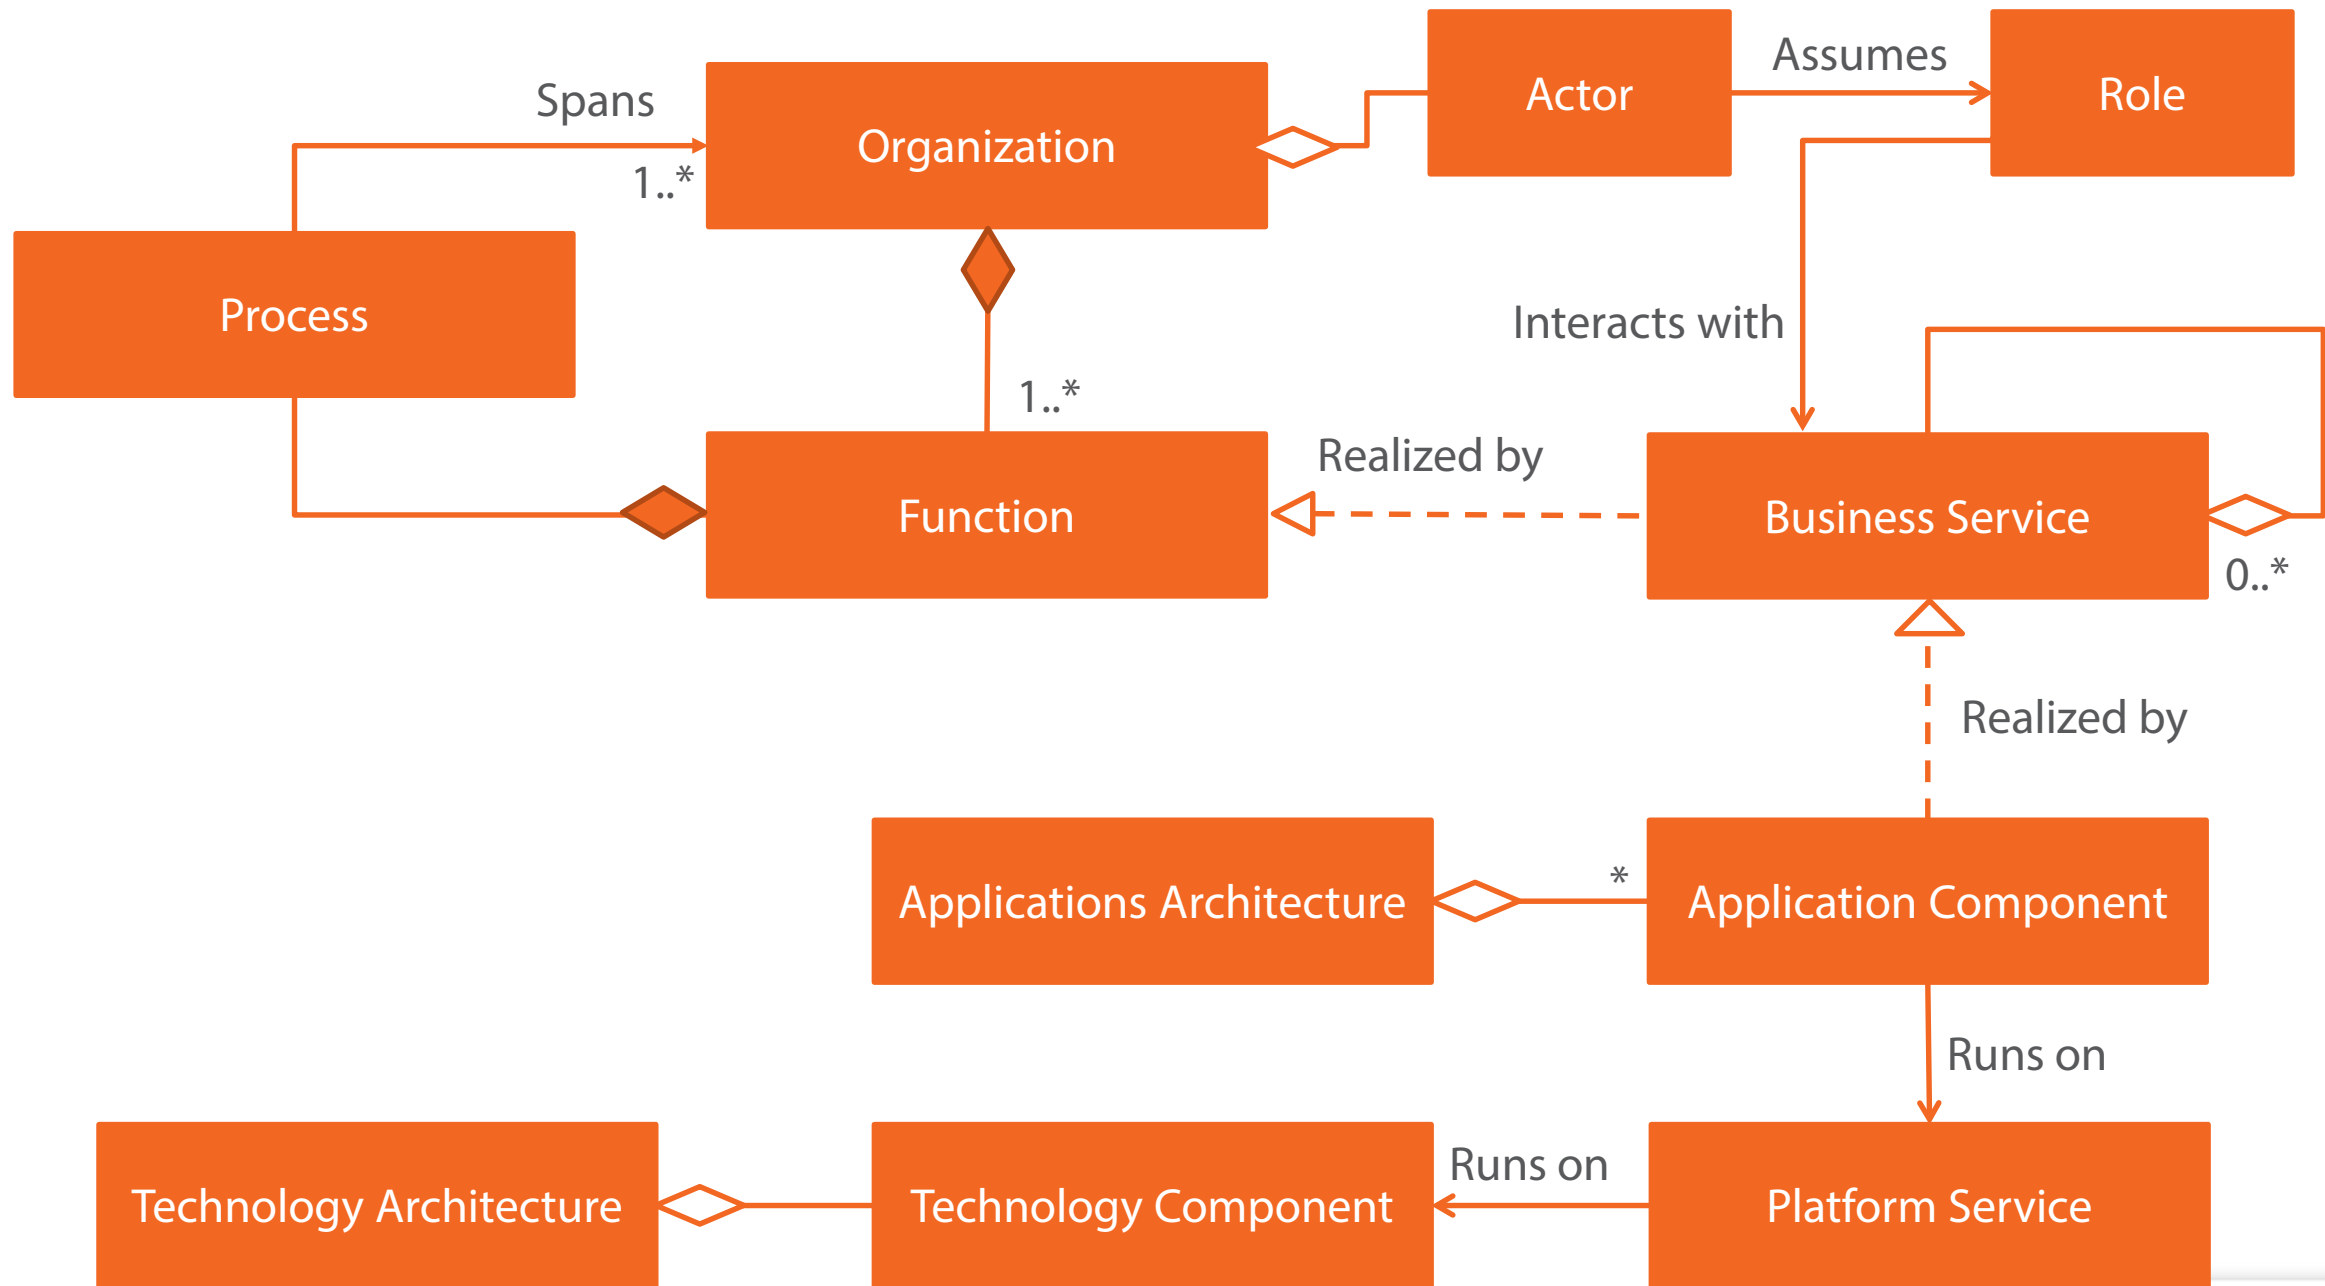 Actor
Assumes
Role
Spans
Organization
1..*
Process
Interacts with
1..*
Realized by
Function
Business Service
0..*
Realized by
Applications Architecture
*
Application Component
Runs on
Technology Architecture
Technology Component
Runs on
Platform Service